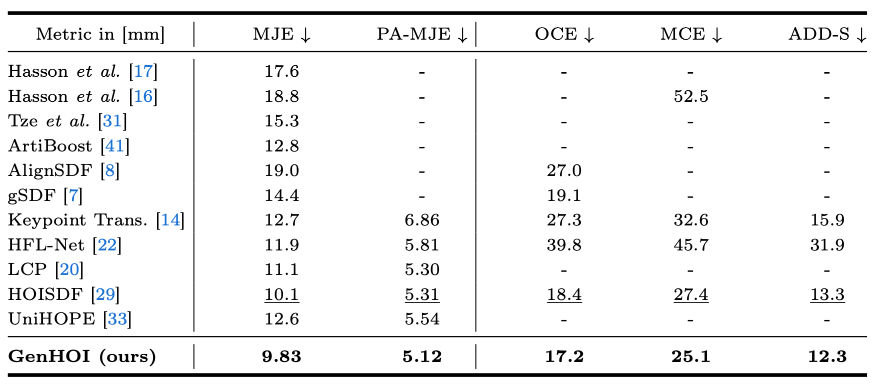 Metric in [mm] MJE ↓ PA-MJE ↓ OCE ↓ MCE ↓ ADD-S ↓
Hasson et al. [17] 17.6 - - - -
Hasson et al. [16] 18.8 - - 52.5 -
Tze et al. [31] 15.3 - - - -
ArtiBoost [41] 12.8 - - - -
AlignSDF [8] 19.0 - 27.0 - -
gSDF [7] 14.4 - 19.1 - -
Keypoint Trans. [14] 12.7 6.86 27.3 32.6 15.9
HFL-Net [22] 11.9 5.81 39.8 45.7 31.9
LCP [20] 11.1 5.30 - - -
HOISDF [29] 10.1 5.31 18.4 27.4 13.3
UniHOPE [33] 12.6 5.54 - - -
GenHOI (ours) 9.83 5.12 17.2 25.1 12.3